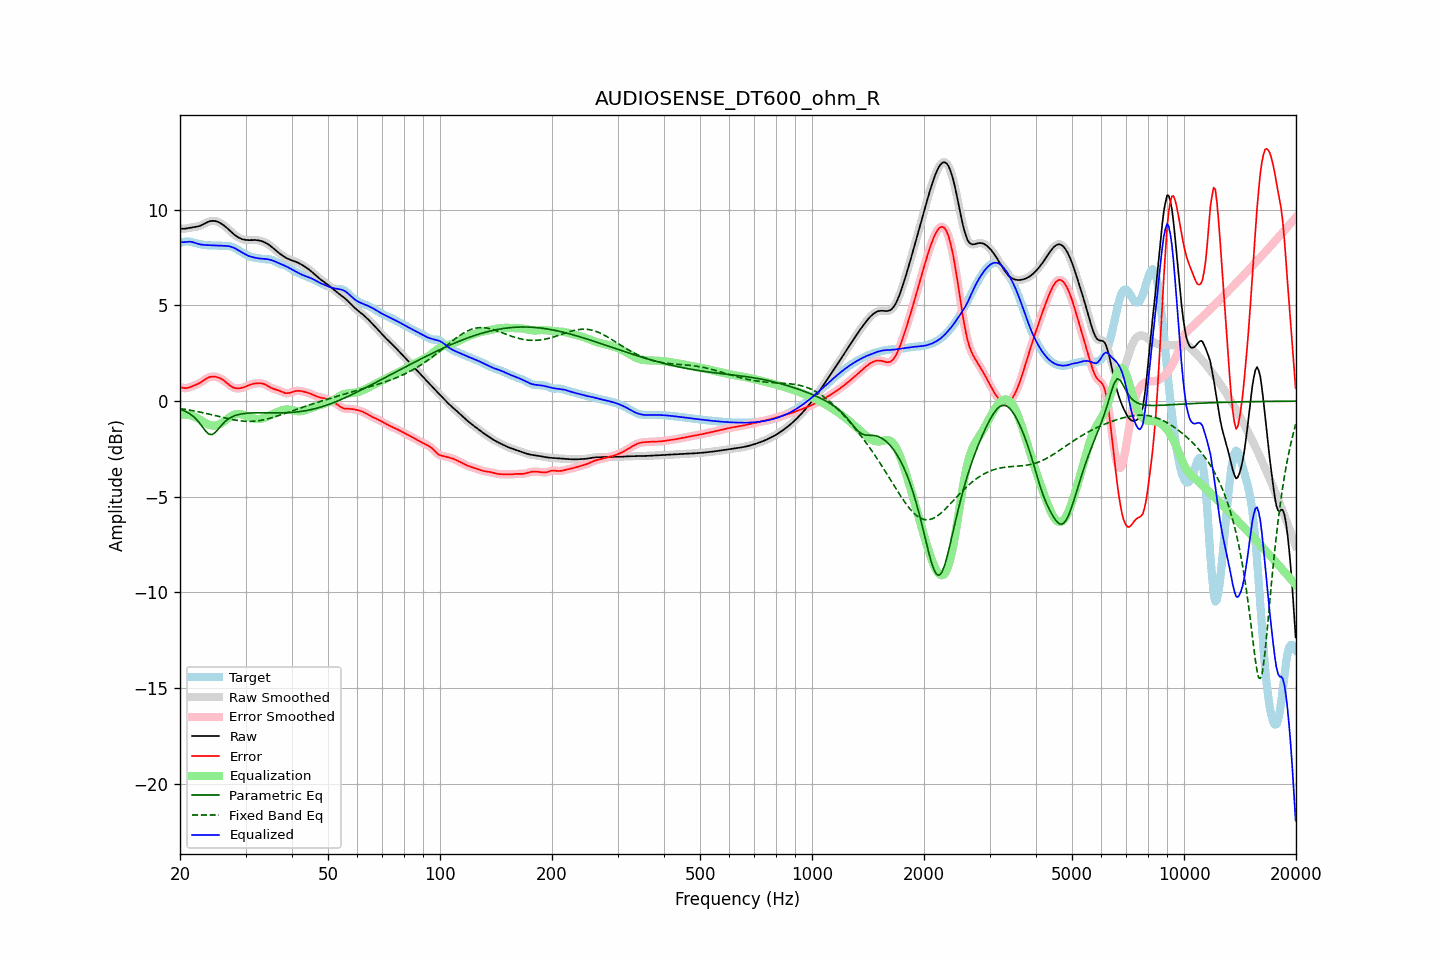 AUDIOSENSE_DT600_ohm_R
Amplitude (dBr)
10
5
0
−5
−10
−15
−20
Target
Raw Smoothed
Error Smoothed
Raw
Error
Equalization
Parametric Eq
Fixed Band Eq
Equalized
20 50 100 200 500 1000 2000 5000 10000 20000
Frequency (Hz)